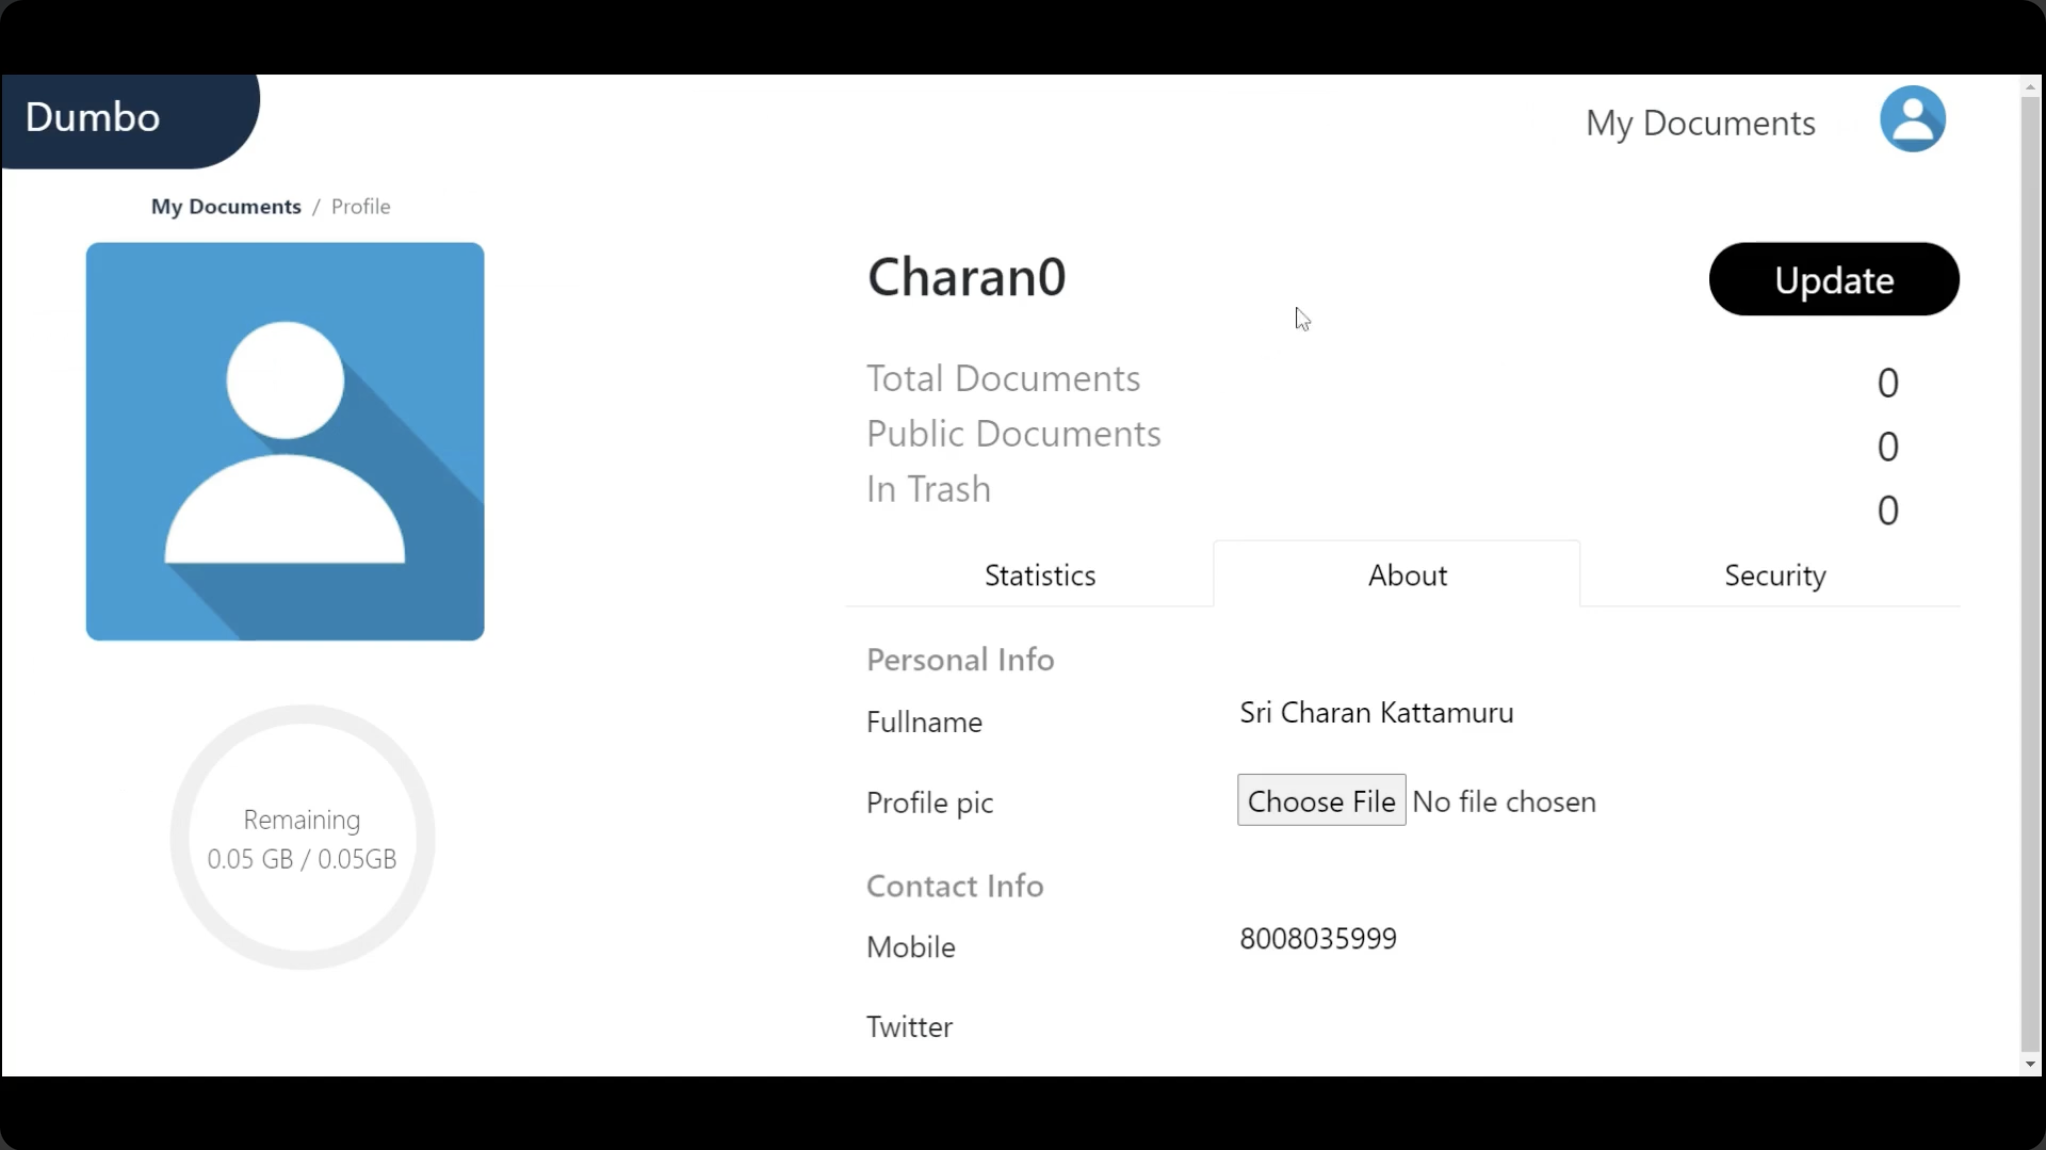 Dumbo
My Documents
My Documents / Profile
Charan0
Update
Total Documents 0
Public Documents 0
In Trash 0
Statistics About Security
Personal Info
Fullname Sri Charan Kattamuru
Profile pic Choose File No file chosen
Remaining
0.05 GB / 0.05GB
Contact Info
Mobile 8008035999
Twitter